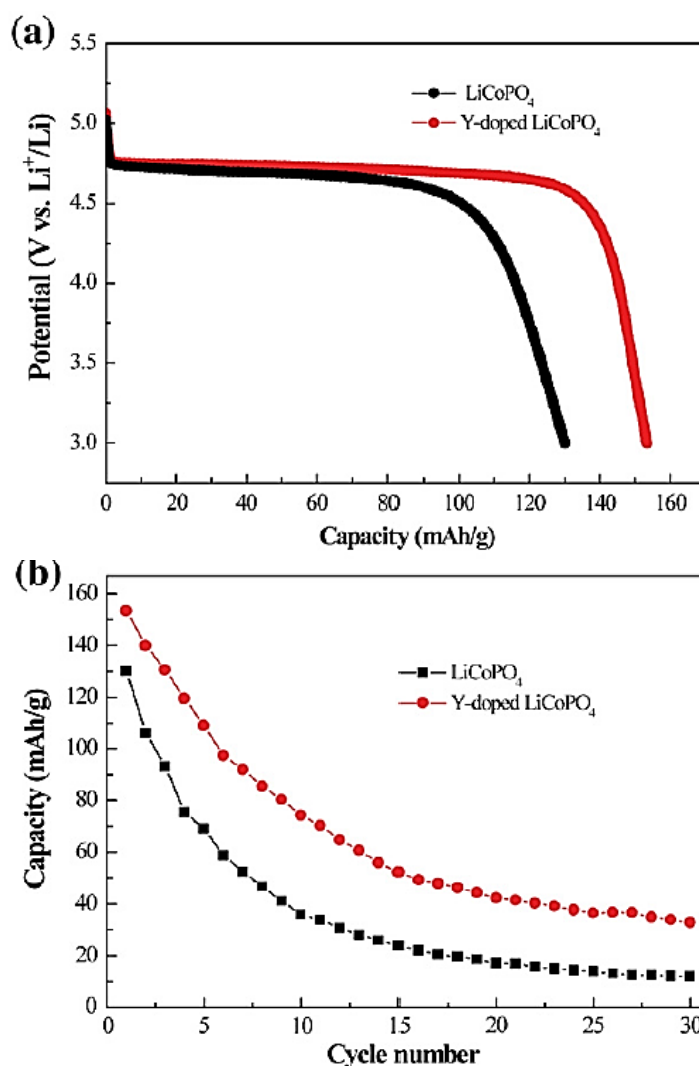 (a)
5.5
LiCoPO₄
Y-doped LiCoPO₄
5.0
4.5
4.0
3.5
3.0
Potential (V vs. Li⁺/Li)
0 20 40 60 80 100 120 140 160
Capacity (mAh/g)
(b)
160
LiCoPO₄
Y-doped LiCoPO₄
140
120
100
80
60
40
20
0
Capacity (mAh/g)
0 5 10 15 20 25 30
Cycle number